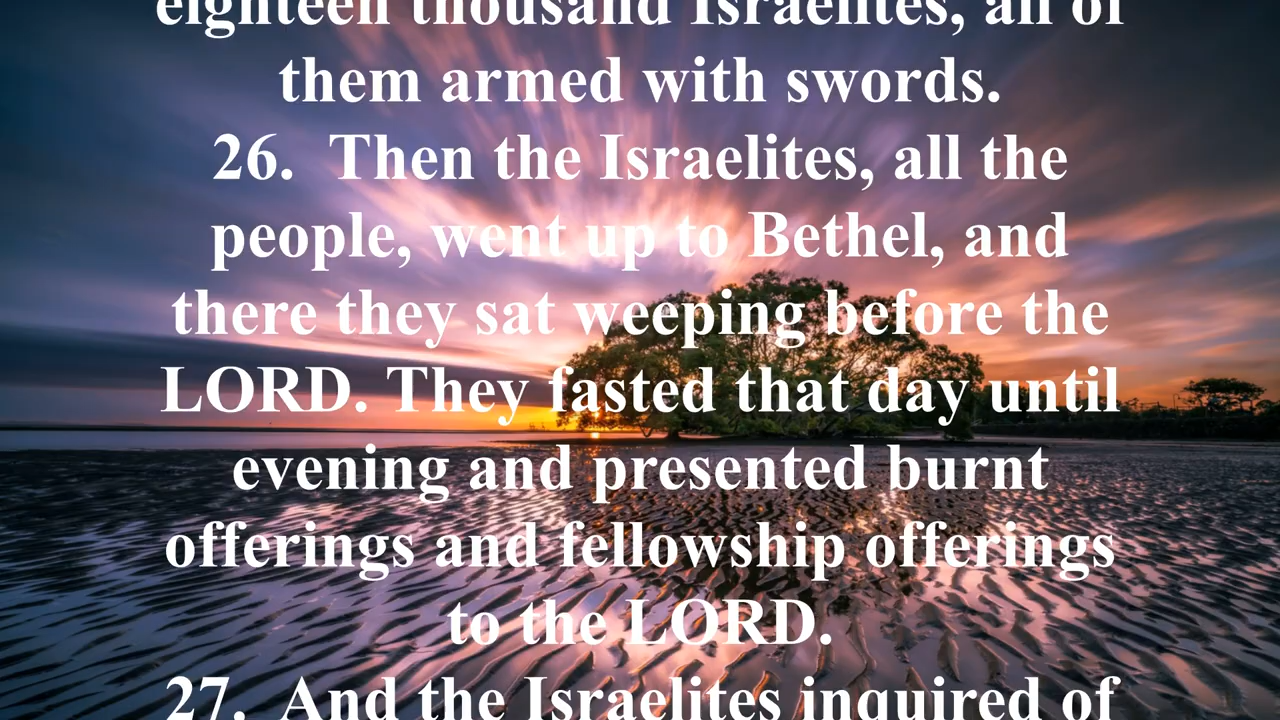 eighteen thousand Israelites, all of
them armed with swords.
26. Then the Israelites, all the
people, went up to Bethel, and
there they sat weeping before the
LORD. They fasted that day until
evening and presented burnt
offerings and fellowship offerings
to the LORD.
27. And the Israelites inquired of